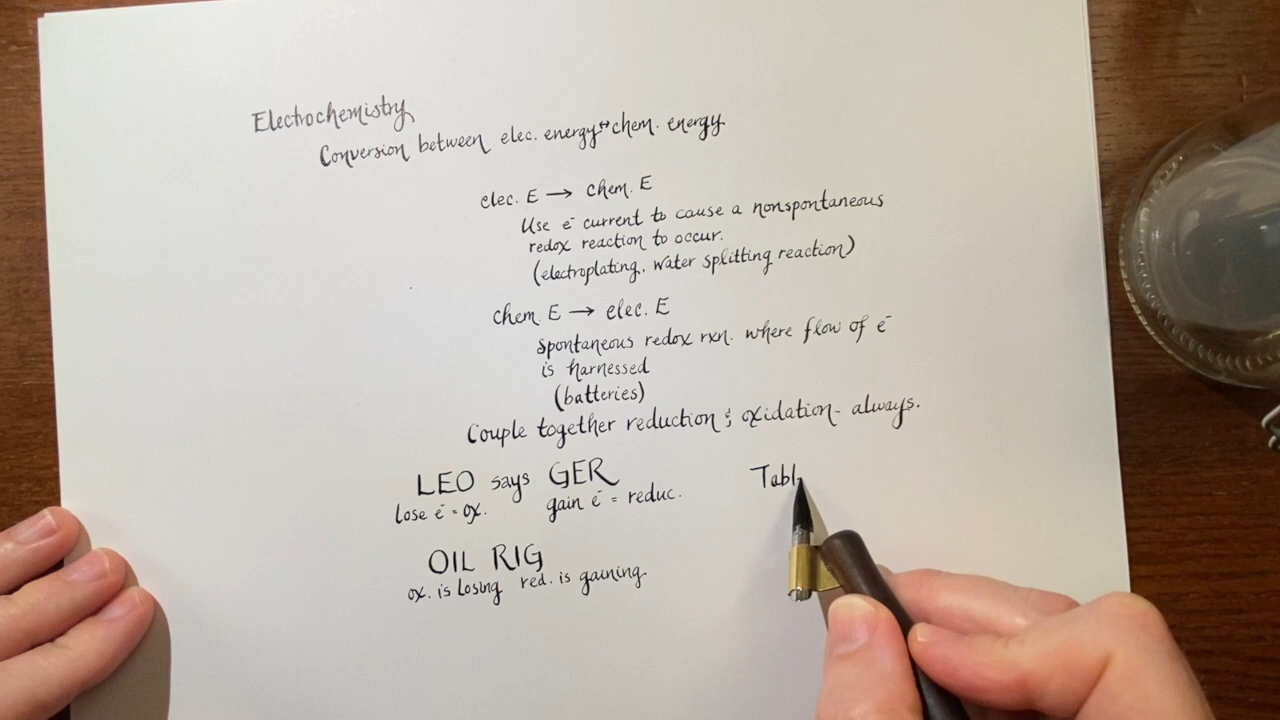 Electrochemistry
Conversion between elec. energy ↔ chem. energy
elec. E → chem. E
Use e⁻ current to cause a nonspontaneous
redox reaction to occur.
(electroplating, water splitting reaction)
chem. E → elec. E
Spontaneous redox rxn. where flow of e⁻
is harnessed
(batteries)
Couple together reduction & oxidation - always.
LEO says GER
lose e⁻ = ox. gain e⁻ = reduc.
Tabl
OIL RIG
ox. is losing red. is gaining